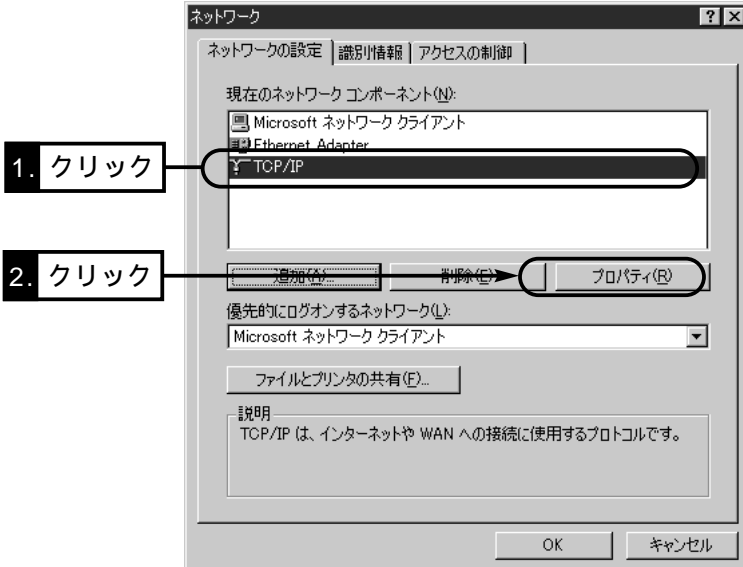 ネットワーク
ネットワークの設定 識別情報 アクセスの制御
現在のネットワーク コンポーネント(N):
Microsoft ネットワーク クライアント
Ethernet Adapter
1. クリック
TCP/IP
2. クリック
追加(A)... 削除(E) プロパティ(R)
優先的にログオンするネットワーク(L):
Microsoft ネットワーク クライアント
ファイルとプリンタの共有(F)...
説明
TCP/IP は、インターネットや WAN への接続に使用するプロトコルです。
OK キャンセル